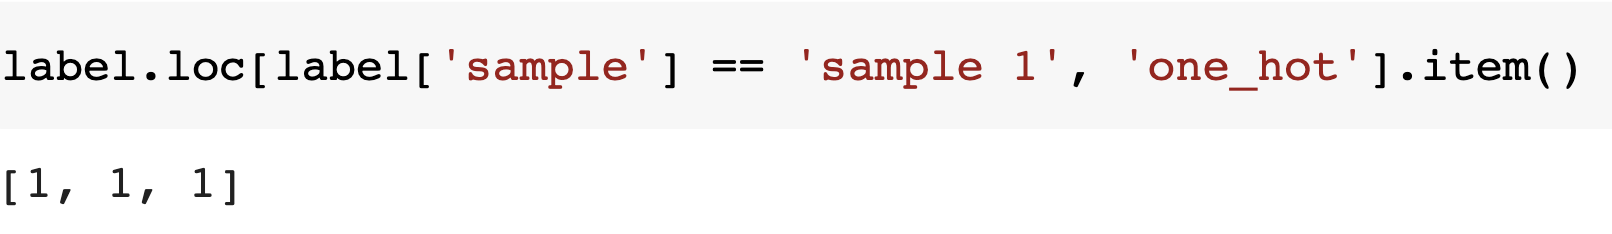 label.loc[label['sample'] == 'sample 1', 'one_hot'].item()
[1, 1, 1]